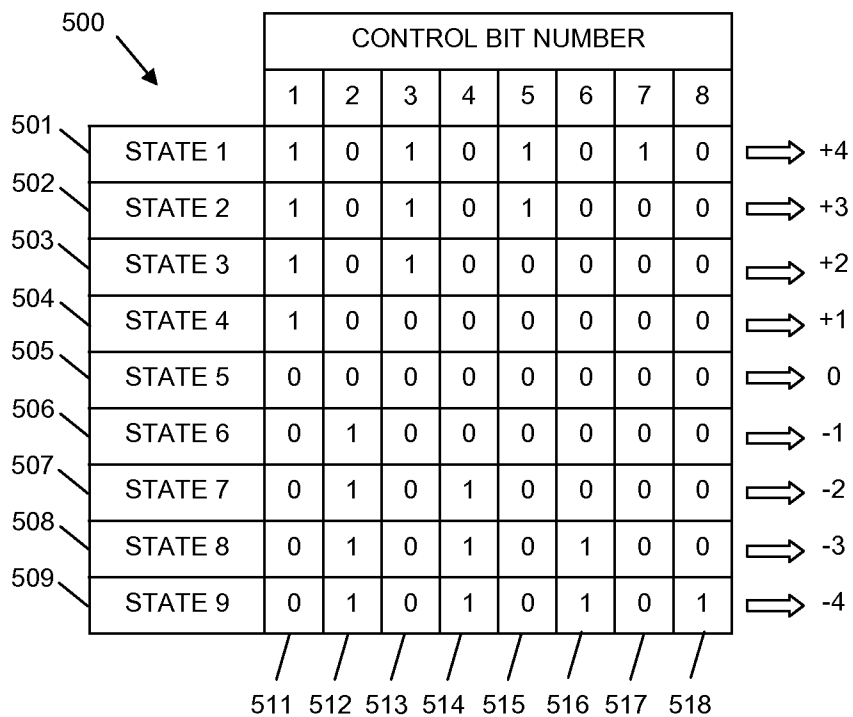 500
CONTROL BIT NUMBER
1 2 3 4 5 6 7 8
501 STATE 1 1 0 1 0 1 0 1 0 +4
502 STATE 2 1 0 1 0 1 0 0 0 +3
503 STATE 3 1 0 1 0 0 0 0 0 +2
504 STATE 4 1 0 0 0 0 0 0 0 +1
505 STATE 5 0 0 0 0 0 0 0 0 0
506 STATE 6 0 1 0 0 0 0 0 0 -1
507 STATE 7 0 1 0 1 0 0 0 0 -2
508 STATE 8 0 1 0 1 0 1 0 0 -3
509 STATE 9 0 1 0 1 0 1 0 1 -4
511 512 513 514 515 516 517 518